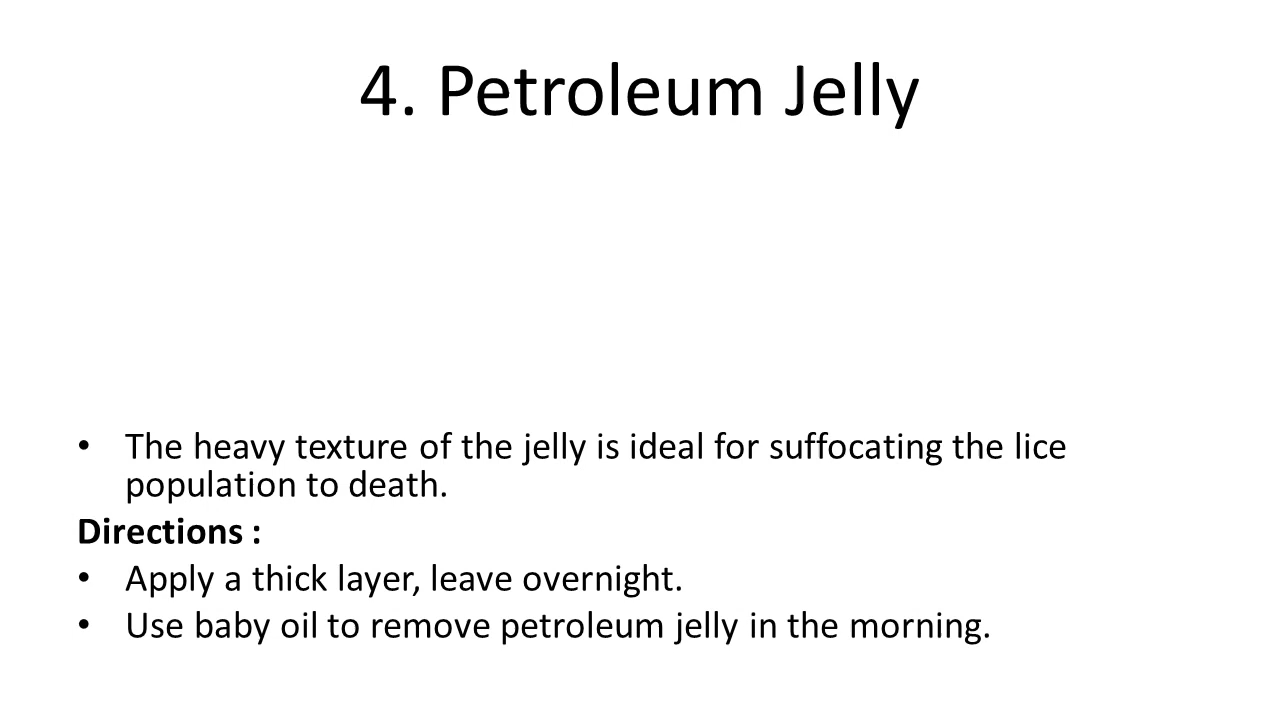 4. Petroleum Jelly
• The heavy texture of the jelly is ideal for suffocating the lice
population to death.
Directions :
• Apply a thick layer, leave overnight.
• Use baby oil to remove petroleum jelly in the morning.